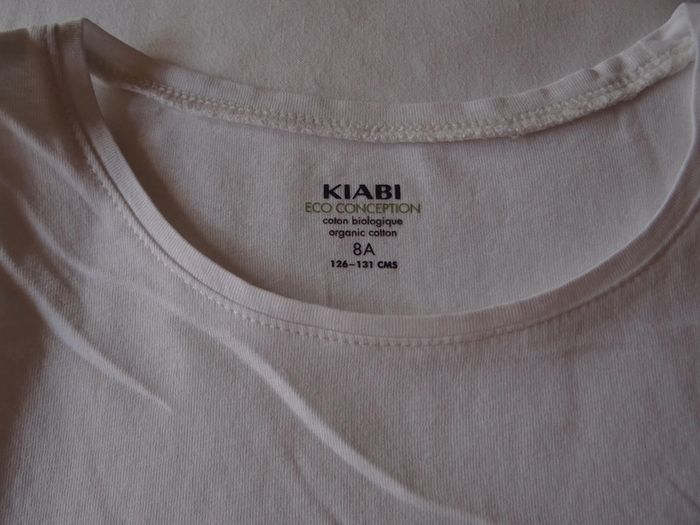 KIABI
ECO CONCEPTION
coton biologique
organic cotton
8A
126-131 CMS